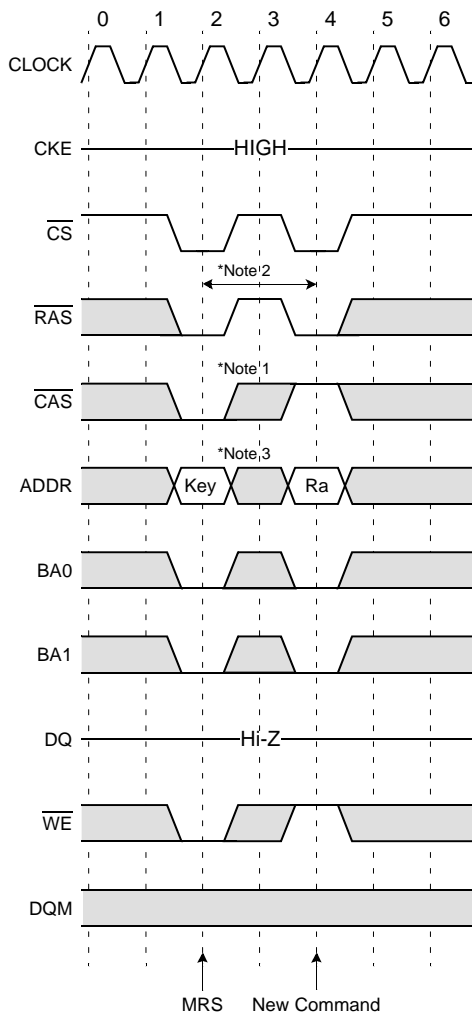 0 1 2 3 4 5 6
CLOCK
CKE HIGH
CS
*Note 2
RAS
*Note 1
CAS
*Note 3
ADDR Key Ra
BA0
BA1
DQ Hi-Z
WE
DQM
MRS New Command